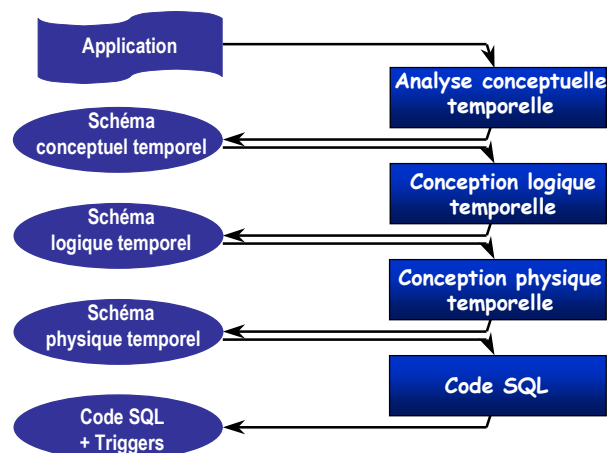 Application
Analyse conceptuelle
temporelle
Schéma
conceptuel temporel
Conception logique
temporelle
Schéma
logique temporel
Conception physique
temporelle
Schéma
physique temporel
Code SQL
Code SQL
+ Triggers